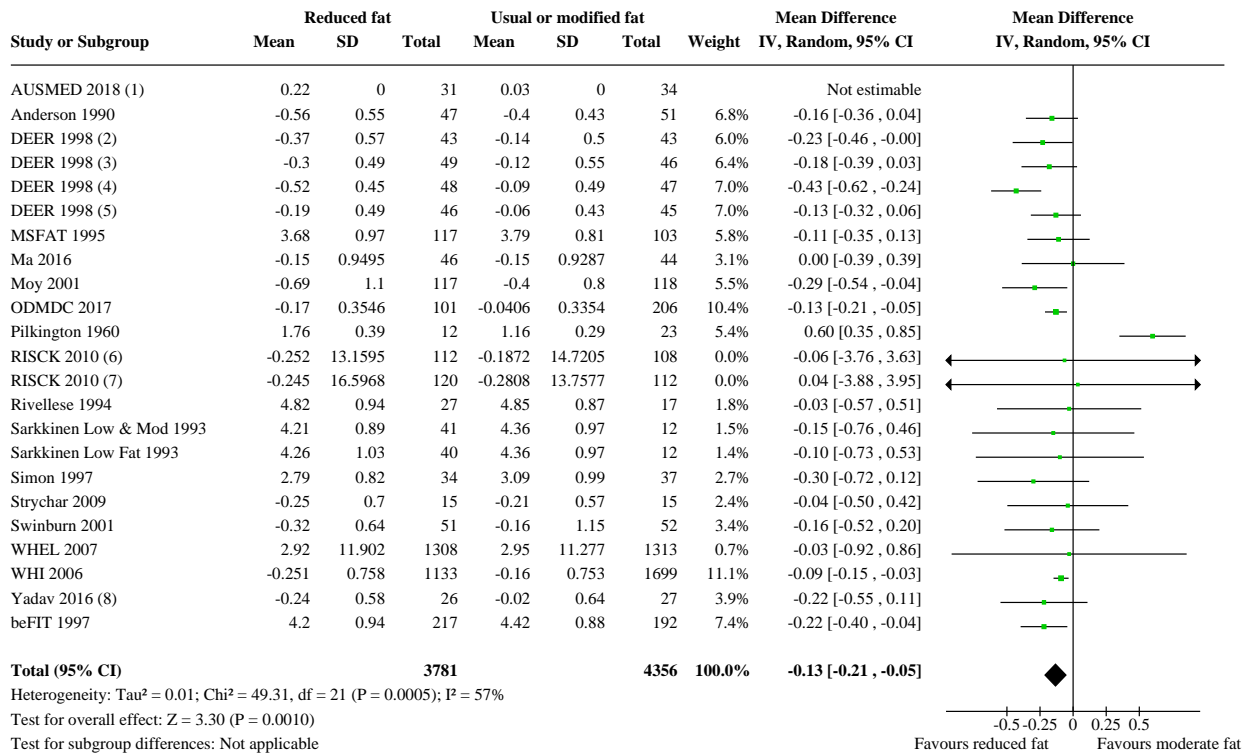 Reduced fat Usual or modified fat Mean Difference Mean Difference
Study or Subgroup Mean SD Total Mean SD Total Weight IV, Random, 95% CI IV, Random, 95% CI
AUSMED 2018 (1) 0.22 0 31 0.03 0 34 Not estimable
Anderson 1990 -0.56 0.55 47 -0.4 0.43 51 6.8% -0.16 [-0.36 , 0.04]
DEER 1998 (2) -0.37 0.57 43 -0.14 0.5 43 6.0% -0.23 [-0.46 , -0.00]
DEER 1998 (3) -0.3 0.49 49 -0.12 0.55 46 6.4% -0.18 [-0.39 , 0.03]
DEER 1998 (4) -0.52 0.45 48 -0.09 0.49 47 7.0% -0.43 [-0.62 , -0.24]
DEER 1998 (5) -0.19 0.49 46 -0.06 0.43 45 7.0% -0.13 [-0.32 , 0.06]
MSFAT 1995 3.68 0.97 117 3.79 0.81 103 5.8% -0.11 [-0.35 , 0.13]
Ma 2016 -0.15 0.9495 46 -0.15 0.9287 44 3.1% 0.00 [-0.39 , 0.39]
Moy 2001 -0.69 1.1 117 -0.4 0.8 118 5.5% -0.29 [-0.54 , -0.04]
ODMDC 2017 -0.17 0.3546 101 -0.0406 0.3354 206 10.4% -0.13 [-0.21 , -0.05]
Pilkington 1960 1.76 0.39 12 1.16 0.29 23 5.4% 0.60 [0.35 , 0.85]
RISCK 2010 (6) -0.252 13.1595 112 -0.1872 14.7205 108 0.0% -0.06 [-3.76 , 3.63]
RISCK 2010 (7) -0.245 16.5968 120 -0.2808 13.7577 112 0.0% 0.04 [-3.88 , 3.95]
Rivellese 1994 4.82 0.94 27 4.85 0.87 17 1.8% -0.03 [-0.57 , 0.51]
Sarkkinen Low & Mod 1993 4.21 0.89 41 4.36 0.97 12 1.5% -0.15 [-0.76 , 0.46]
Sarkkinen Low Fat 1993 4.26 1.03 40 4.36 0.97 12 1.4% -0.10 [-0.73 , 0.53]
Simon 1997 2.79 0.82 34 3.09 0.99 37 2.7% -0.30 [-0.72 , 0.12]
Strychar 2009 -0.25 0.7 15 -0.21 0.57 15 2.4% -0.04 [-0.50 , 0.42]
Swinburn 2001 -0.32 0.64 51 -0.16 1.15 52 3.4% -0.16 [-0.52 , 0.20]
WHEL 2007 2.92 11.902 1308 2.95 11.277 1313 0.7% -0.03 [-0.92 , 0.86]
WHI 2006 -0.251 0.758 1133 -0.16 0.753 1699 11.1% -0.09 [-0.15 , -0.03]
Yadav 2016 (8) -0.24 0.58 26 -0.02 0.64 27 3.9% -0.22 [-0.55 , 0.11]
beFIT 1997 4.2 0.94 217 4.42 0.88 192 7.4% -0.22 [-0.40 , -0.04]
Total (95% CI) 3781 4356 100.0% -0.13 [-0.21 , -0.05]
Heterogeneity: Tau² = 0.01; Chi² = 49.31, df = 21 (P = 0.0005); I² = 57%
Test for overall effect: Z = 3.30 (P = 0.0010) -0.5 -0.25 0 0.25 0.5
Test for subgroup differences: Not applicable Favours reduced fat Favours moderate fat